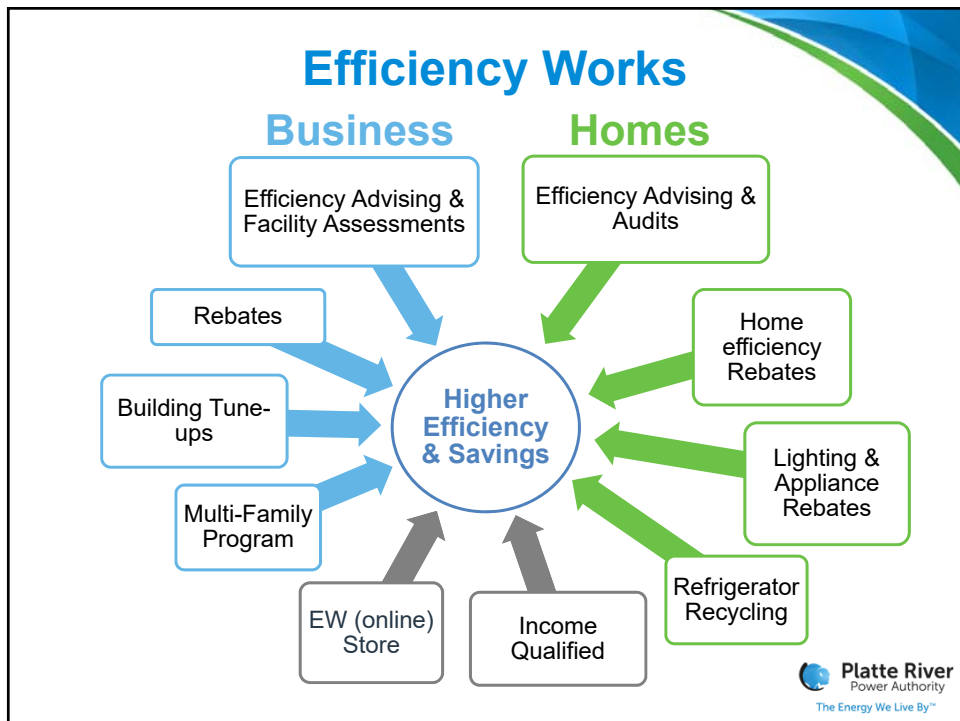 Efficiency Works
Business
Homes
Efficiency Advising &
Facility Assessments
Efficiency Advising &
Audits
Rebates
Home
efficiency
Rebates
Building Tune-
ups
Higher
Efficiency
& Savings
Lighting &
Appliance
Rebates
Multi-Family
Program
Refrigerator
Recycling
EW (online)
Store
Income
Qualified
Platte River
Power Authority
The Energy We Live By™